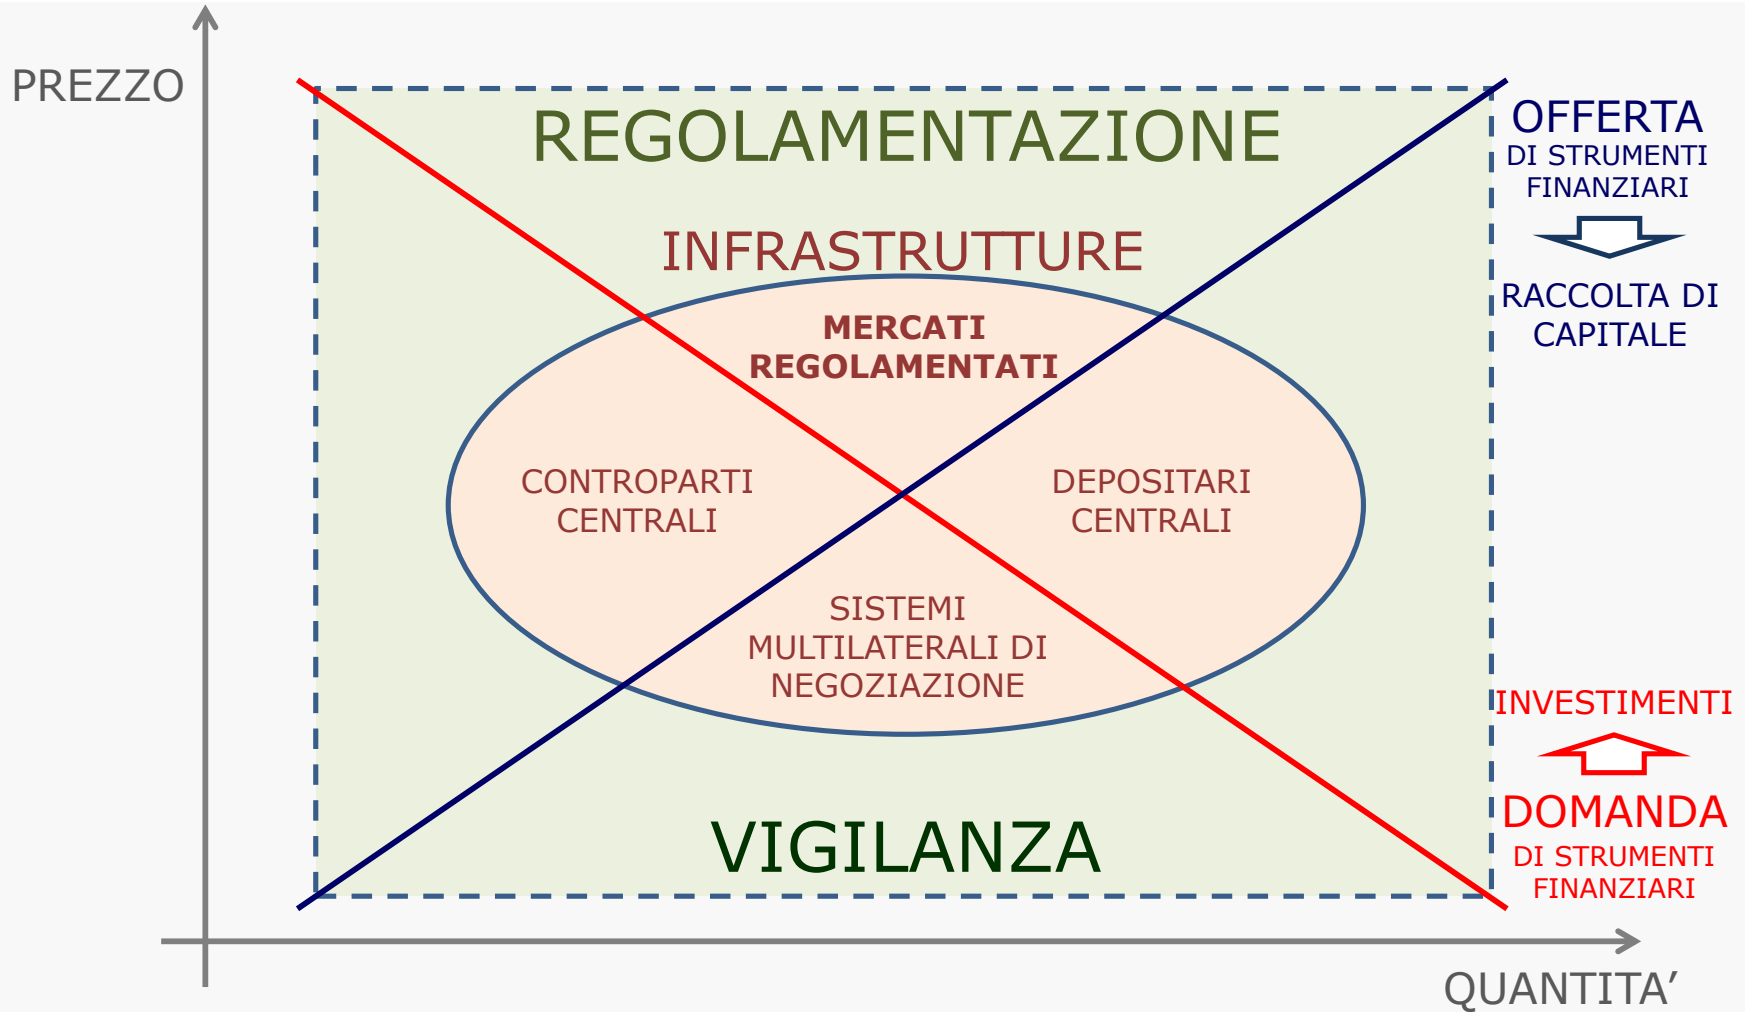 PREZZO
REGOLAMENTAZIONE
INFRASTRUTTURE
MERCATI
REGOLAMENTATI
CONTROPARTI
CENTRALI
DEPOSITARI
CENTRALI
SISTEMI
MULTILATERALI DI
NEGOZIAZIONE
VIGILANZA
OFFERTA
DI STRUMENTI
FINANZIARI
RACCOLTA DI
CAPITALE
INVESTIMENTI
DOMANDA
DI STRUMENTI
FINANZIARI
QUANTITA’